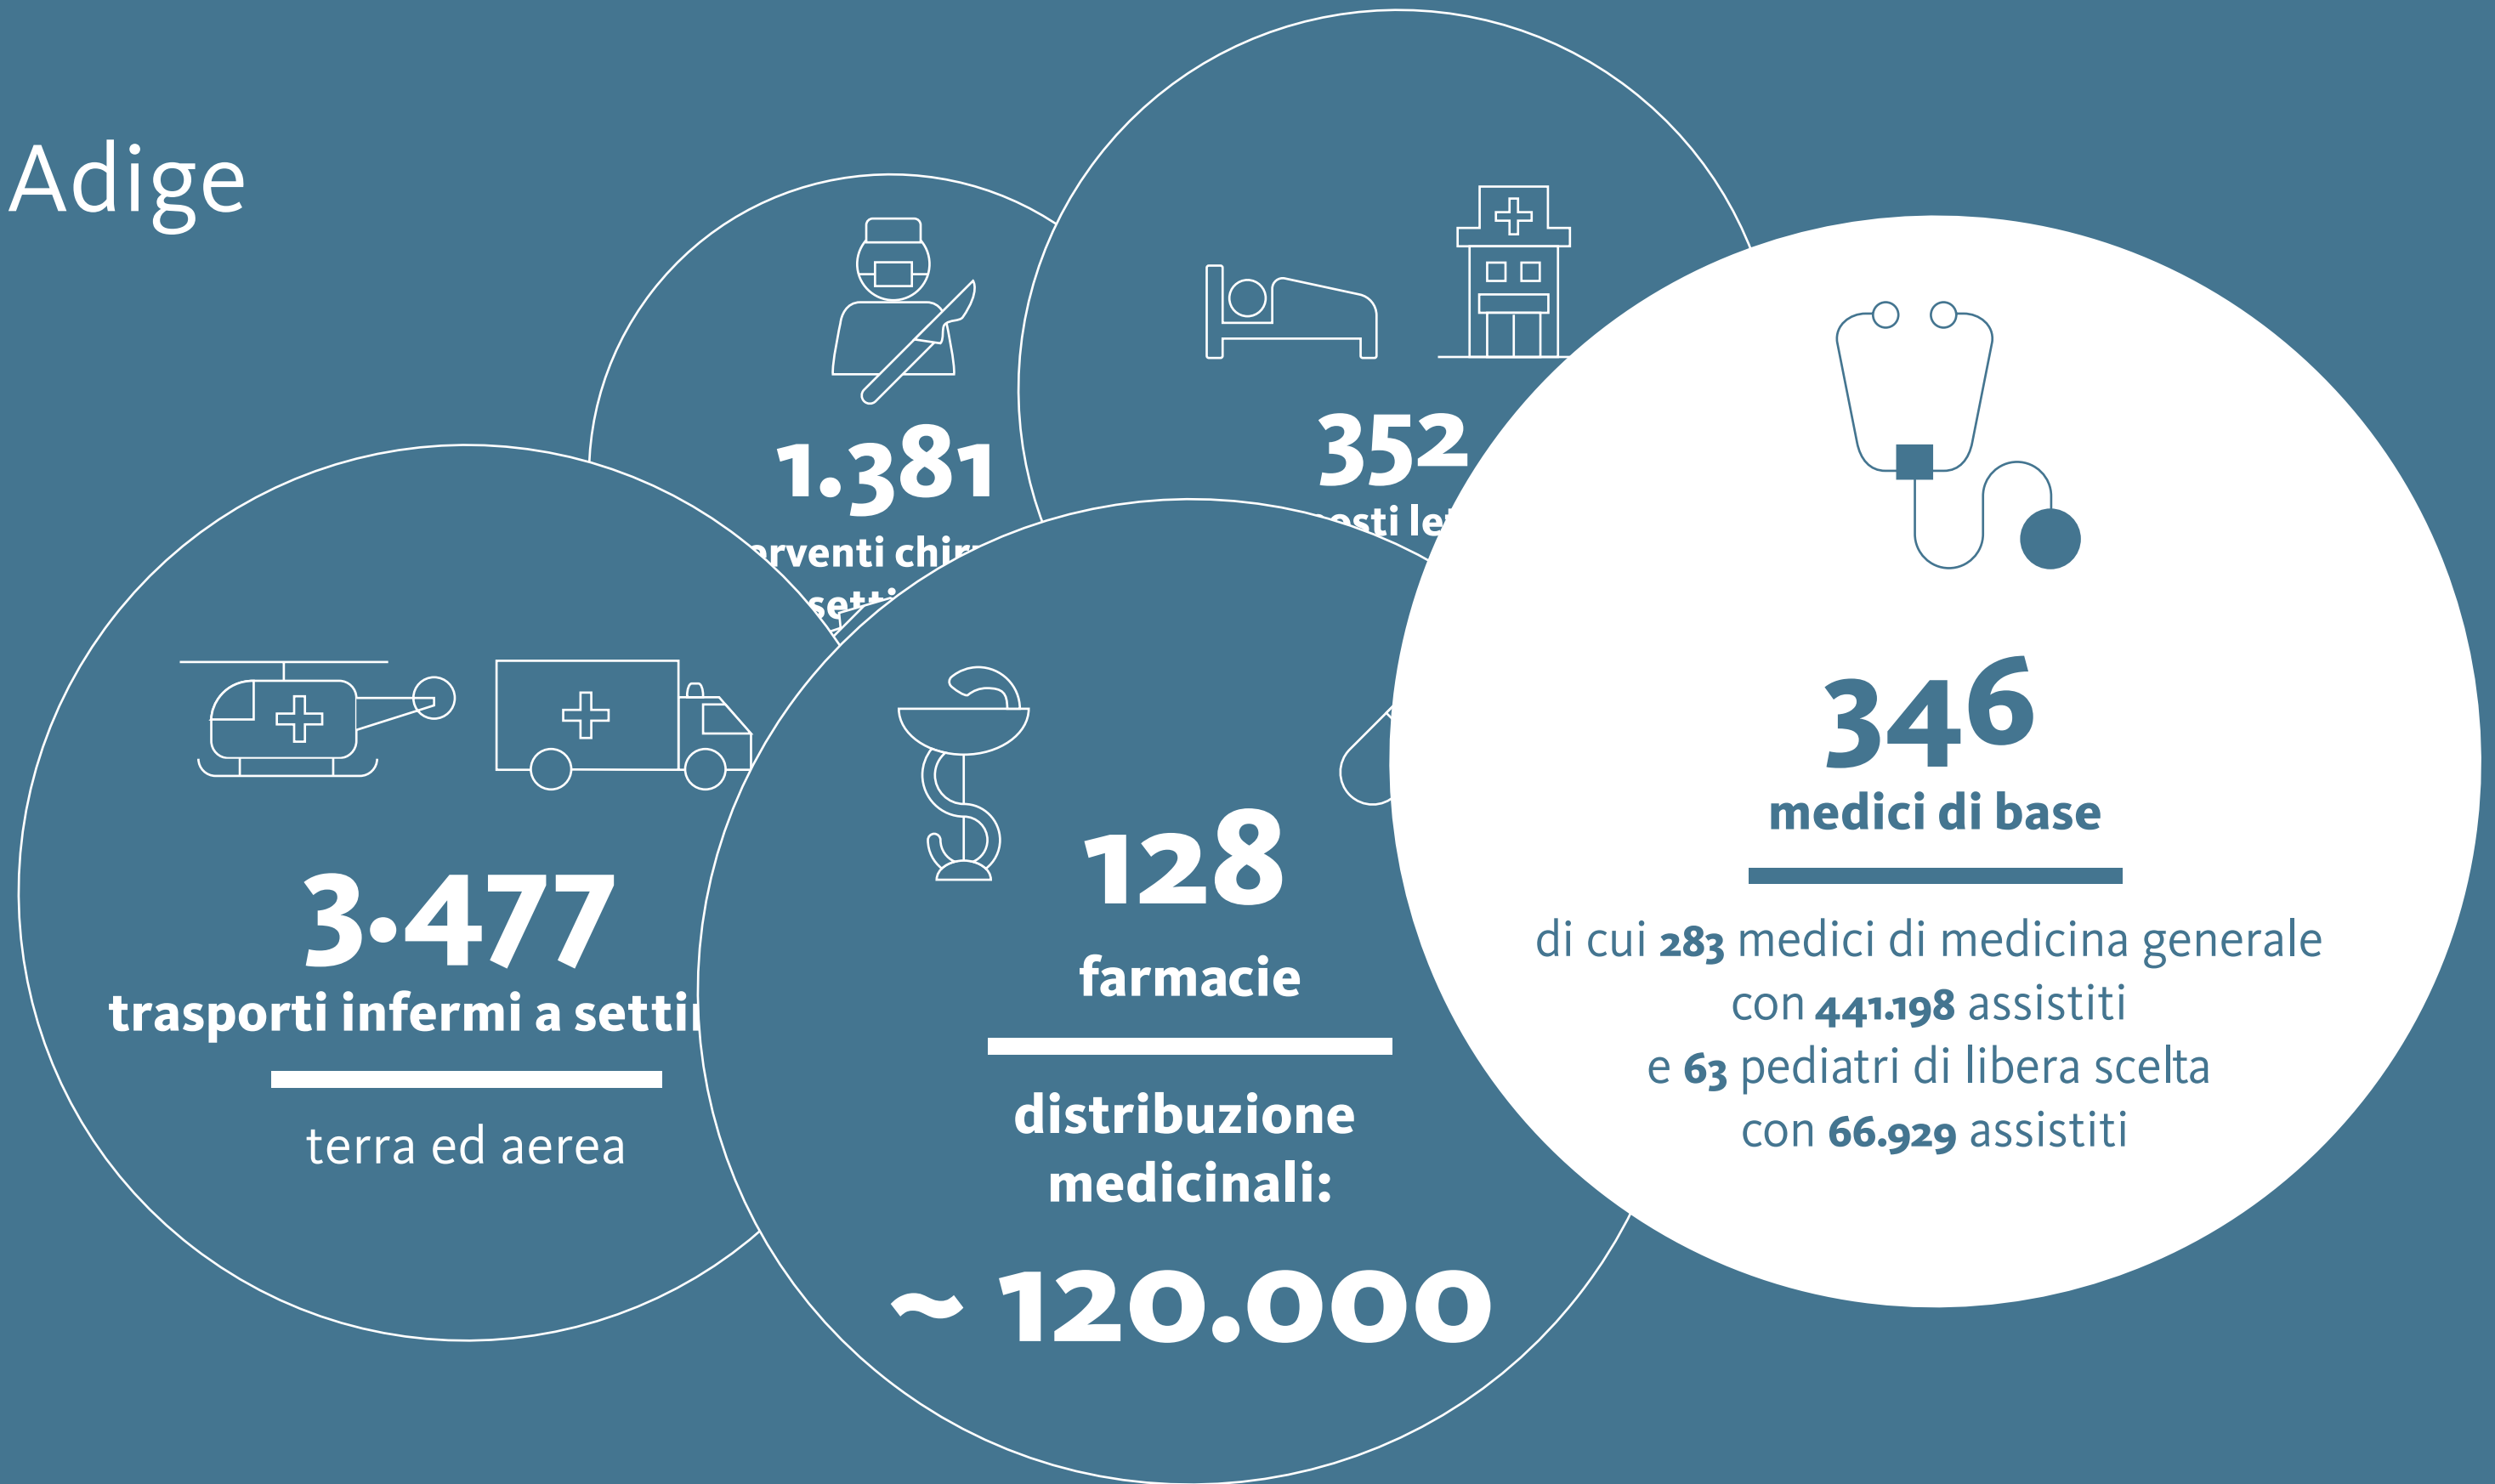 Adige
1.381
352
3.477
terra ed aerea
128
farmacie
distribuzione
medicinali:
~ 120.000
346
medici di base
di cui 283 medici di medicina generale
con 441.198 assistiti
e 63 pediatri di libera scelta
con 66.929 assistiti
trasporti infermi a